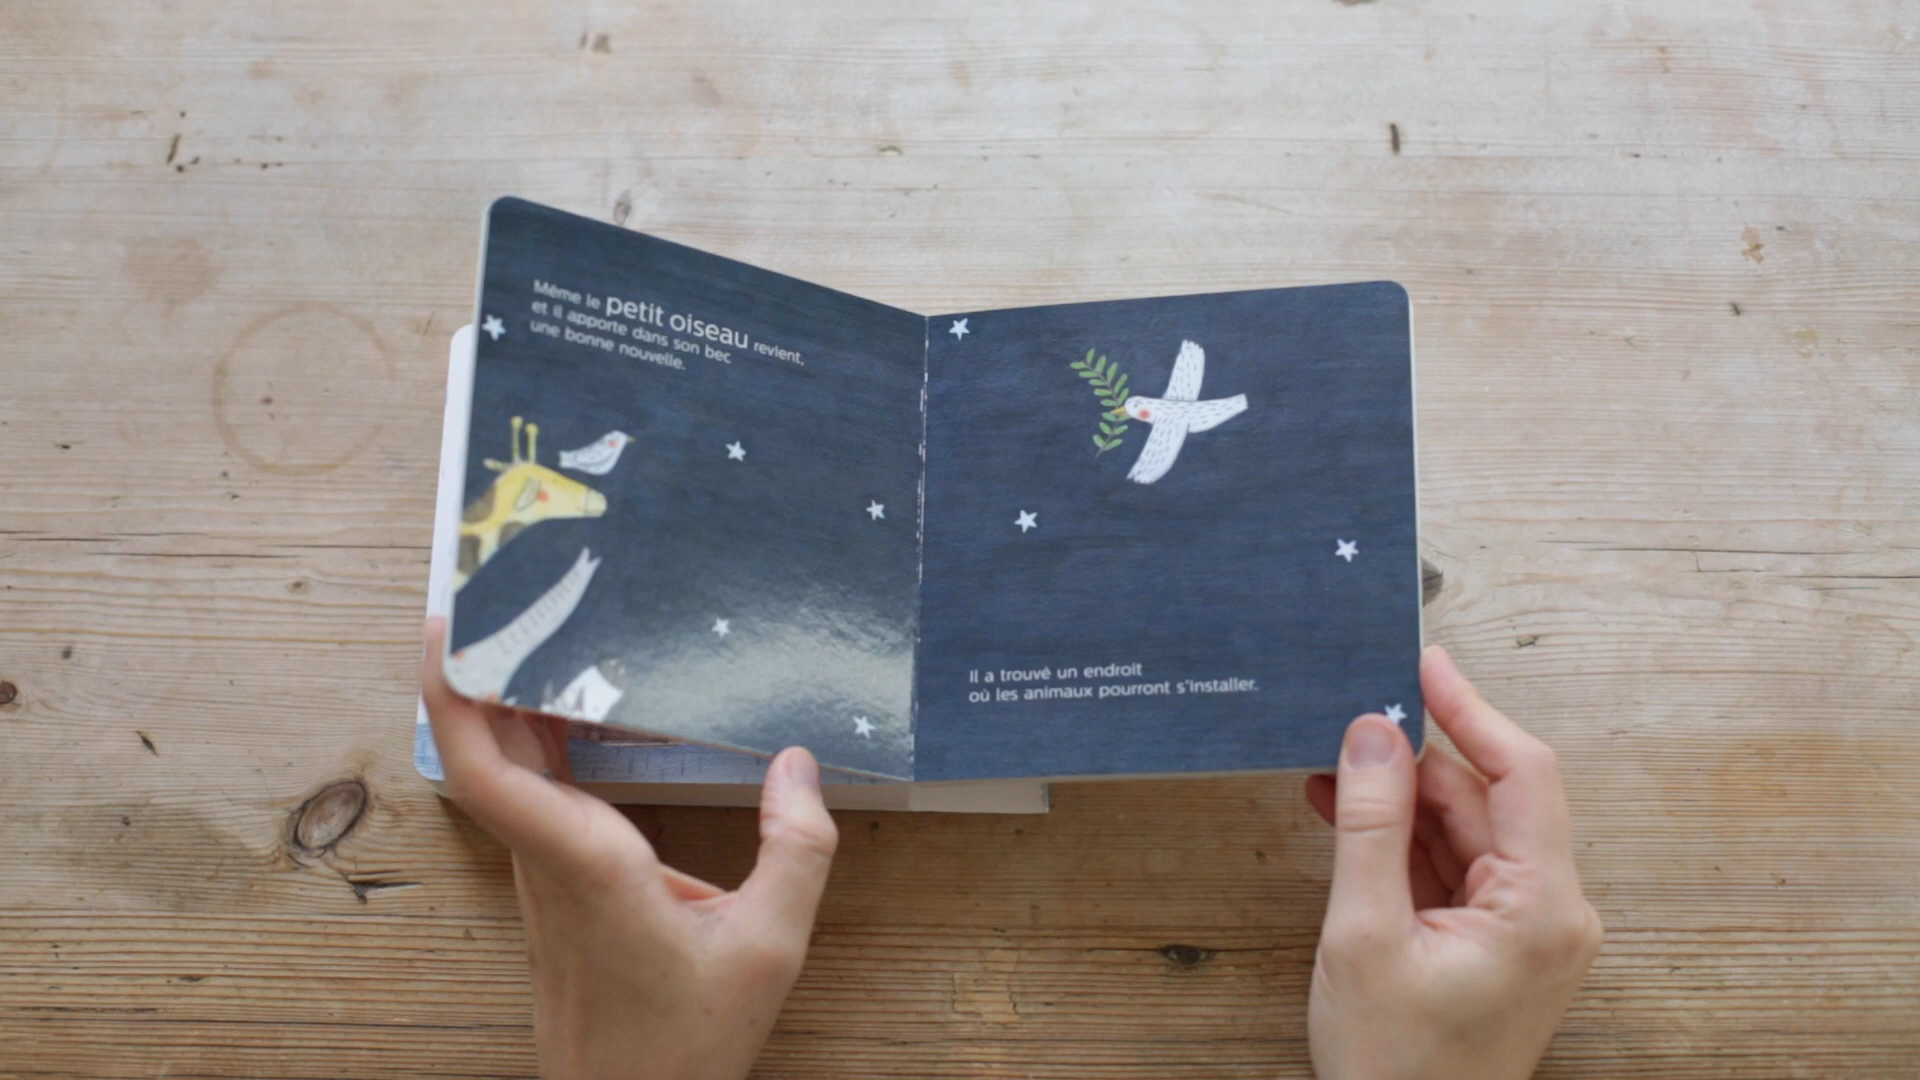 Même le petit oiseau revient,
et il apporte dans son bec
une bonne nouvelle.
Il a trouvé un endroit
où les animaux pourront s'installer.